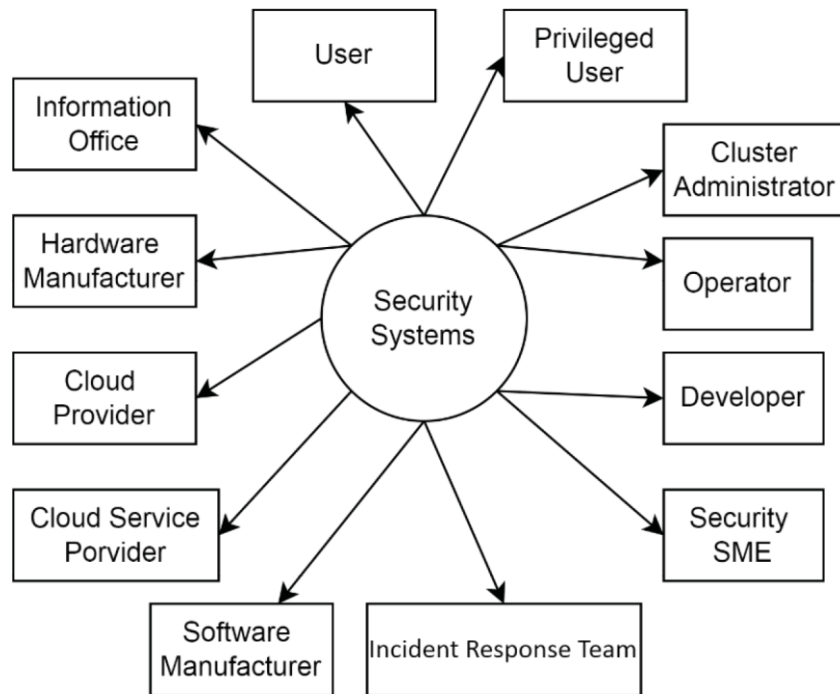 User
Privileged
User
Information
Office
Cluster
Administrator
Hardware
Manufacturer
Operator
Security
Systems
Cloud
Provider
Developer
Cloud Service
Porvider
Security
SME
Software
Manufacturer
Incident Response Team